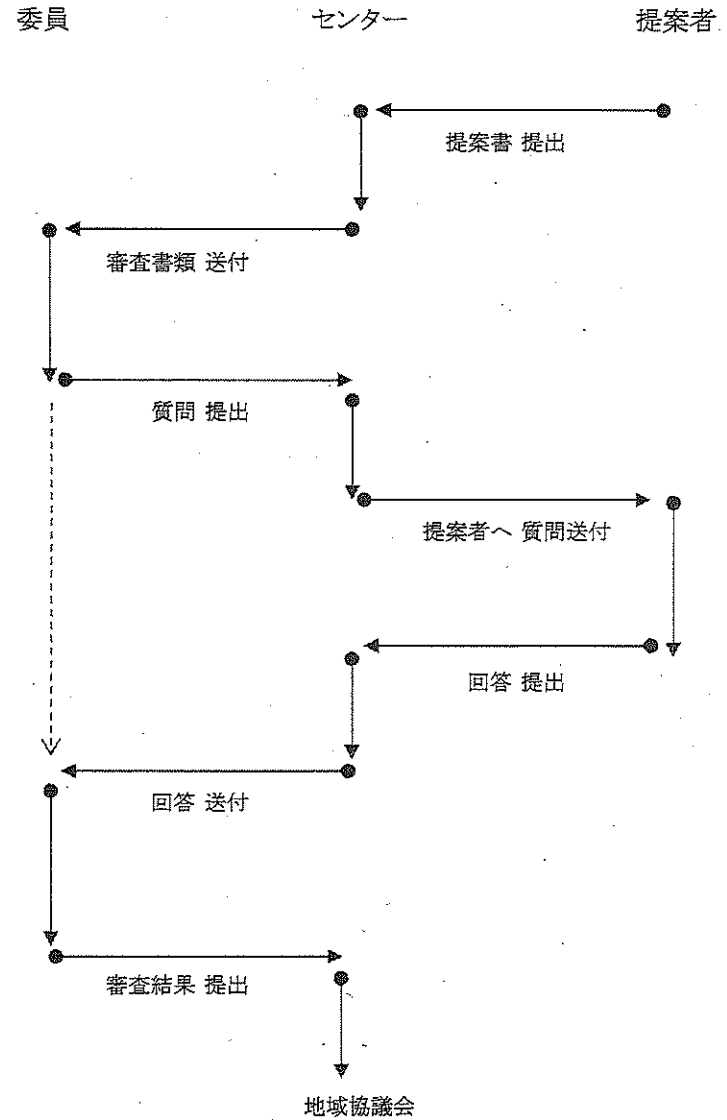 委員 センター 提案者
提案書 提出
審査書類 送付
質問 提出
提案者へ 質問送付
回答 提出
回答 送付
審査結果 提出
地域協議会